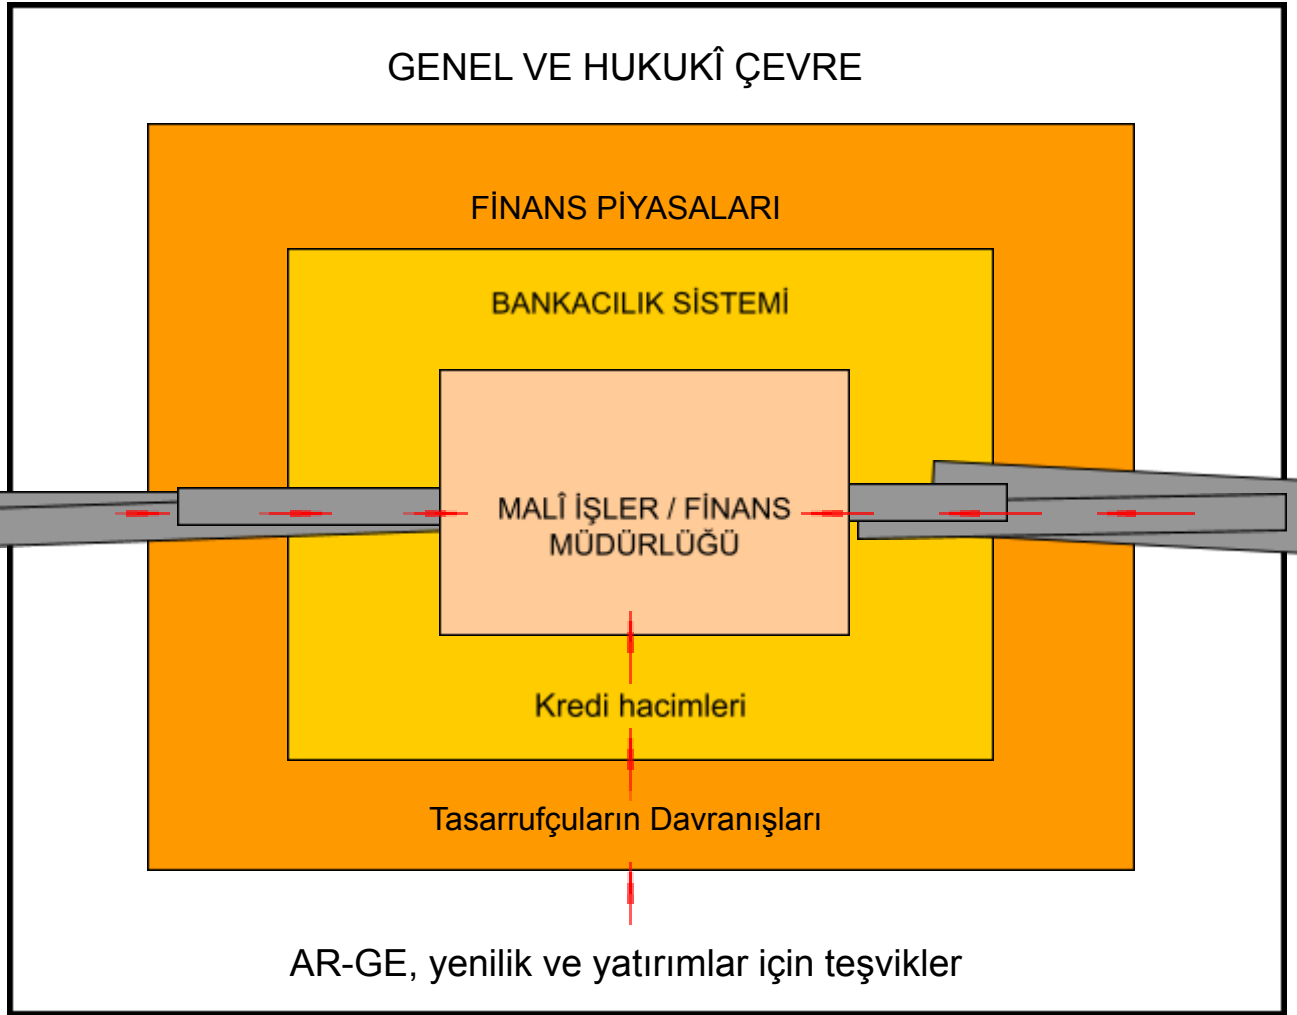 GENEL VE HUKUKÎ ÇEVRE
FİNANS PİYASALARI
BANKACILIK SİSTEMİ
MALÎ İŞLER / FİNANS
MÜDÜRLÜĞÜ
Kredi hacimleri
Tasarrufçuların Davranışları
AR-GE, yenilik ve yatırımlar için teşvikler